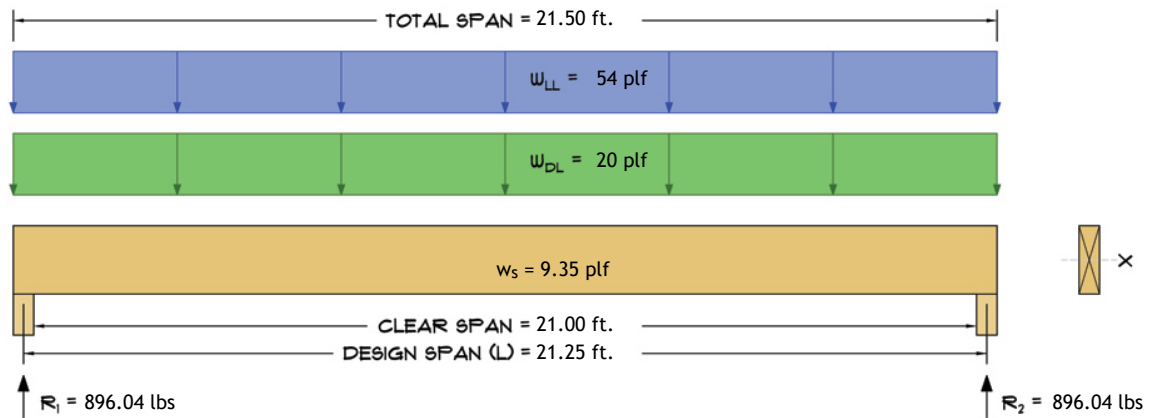 TOTAL SPAN = 21.50 ft.
WLL = 54 plf
WDL = 20 plf
ws = 9.35 plf
X
CLEAR SPAN = 21.00 ft.
DESIGN SPAN (L) = 21.25 ft.
R1 = 896.04 lbs
R2 = 896.04 lbs